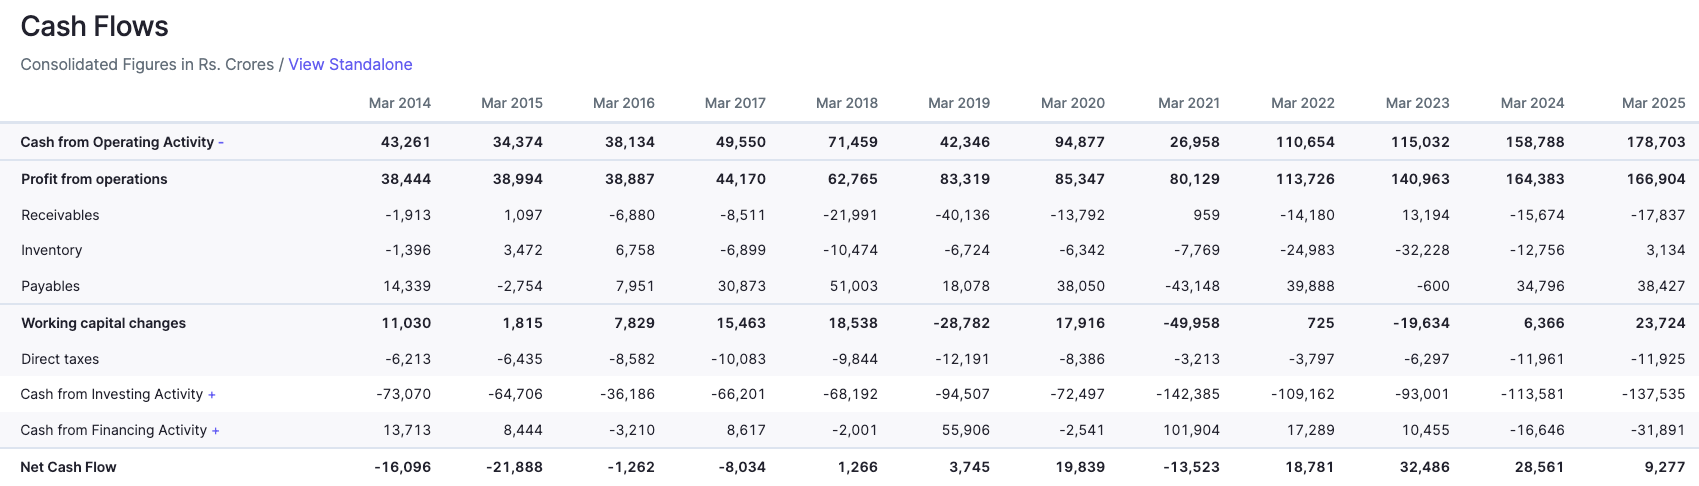 Cash Flows
Consolidated Figures in Rs. Crores / View Standalone
Mar 2014 Mar 2015 Mar 2016 Mar 2017 Mar 2018 Mar 2019 Mar 2020 Mar 2021 Mar 2022 Mar 2023 Mar 2024 Mar 2025
Cash from Operating Activity - 43,261 34,374 38,134 49,550 71,459 42,346 94,877 26,958 110,654 115,032 158,788 178,703
Profit from operations 38,444 38,994 38,887 44,170 62,765 83,319 85,347 80,129 113,726 140,963 164,383 166,904
Receivables -1,913 1,097 -6,880 -8,511 -21,991 -40,136 -13,792 959 -14,180 13,194 -15,674 -17,837
Inventory -1,396 3,472 6,758 -6,899 -10,474 -6,724 -6,342 -7,769 -24,983 -32,228 -12,756 3,134
Payables 14,339 -2,754 7,951 30,873 51,003 18,078 38,050 -43,148 39,888 -600 34,796 38,427
Working capital changes 11,030 1,815 7,829 15,463 18,538 -28,782 17,916 -49,958 725 -19,634 6,366 23,724
Direct taxes -6,213 -6,435 -8,582 -10,083 -9,844 -12,191 -8,386 -3,213 -3,797 -6,297 -11,961 -11,925
Cash from Investing Activity + -73,070 -64,706 -36,186 -66,201 -68,192 -94,507 -72,497 -142,385 -109,162 -93,001 -113,581 -137,535
Cash from Financing Activity + 13,713 8,444 -3,210 8,617 -2,001 55,906 -2,541 101,904 17,289 10,455 -16,646 -31,891
Net Cash Flow -16,096 -21,888 -1,262 -8,034 1,266 3,745 19,839 -13,523 18,781 32,486 28,561 9,277